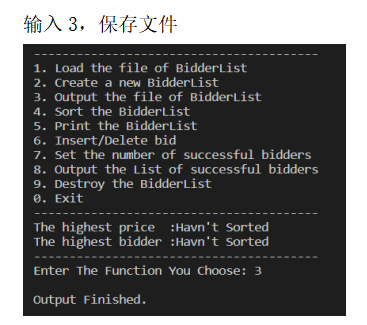 输入 3，保存文件
----------------------------------------
1. Load the file of BidderList
2. Create a new BidderList
3. Output the file of BidderList
4. Sort the BidderList
5. Print the BidderList
6. Insert/Delete bid
7. Set the number of successful bidders
8. Output the List of successful bidders
9. Destroy the BidderList
0. Exit
----------------------------------------
The highest price  :Havn't Sorted
The highest bidder :Havn't Sorted
----------------------------------------
Enter The Function You Choose: 3
Output Finished.